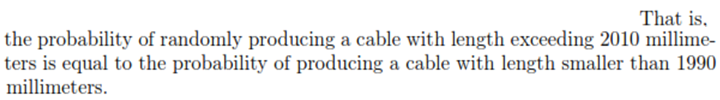 That is,
the probability of randomly producing a cable with length exceeding 2010 millime-
ters is equal to the probability of producing a cable with length smaller than 1990
millimeters.